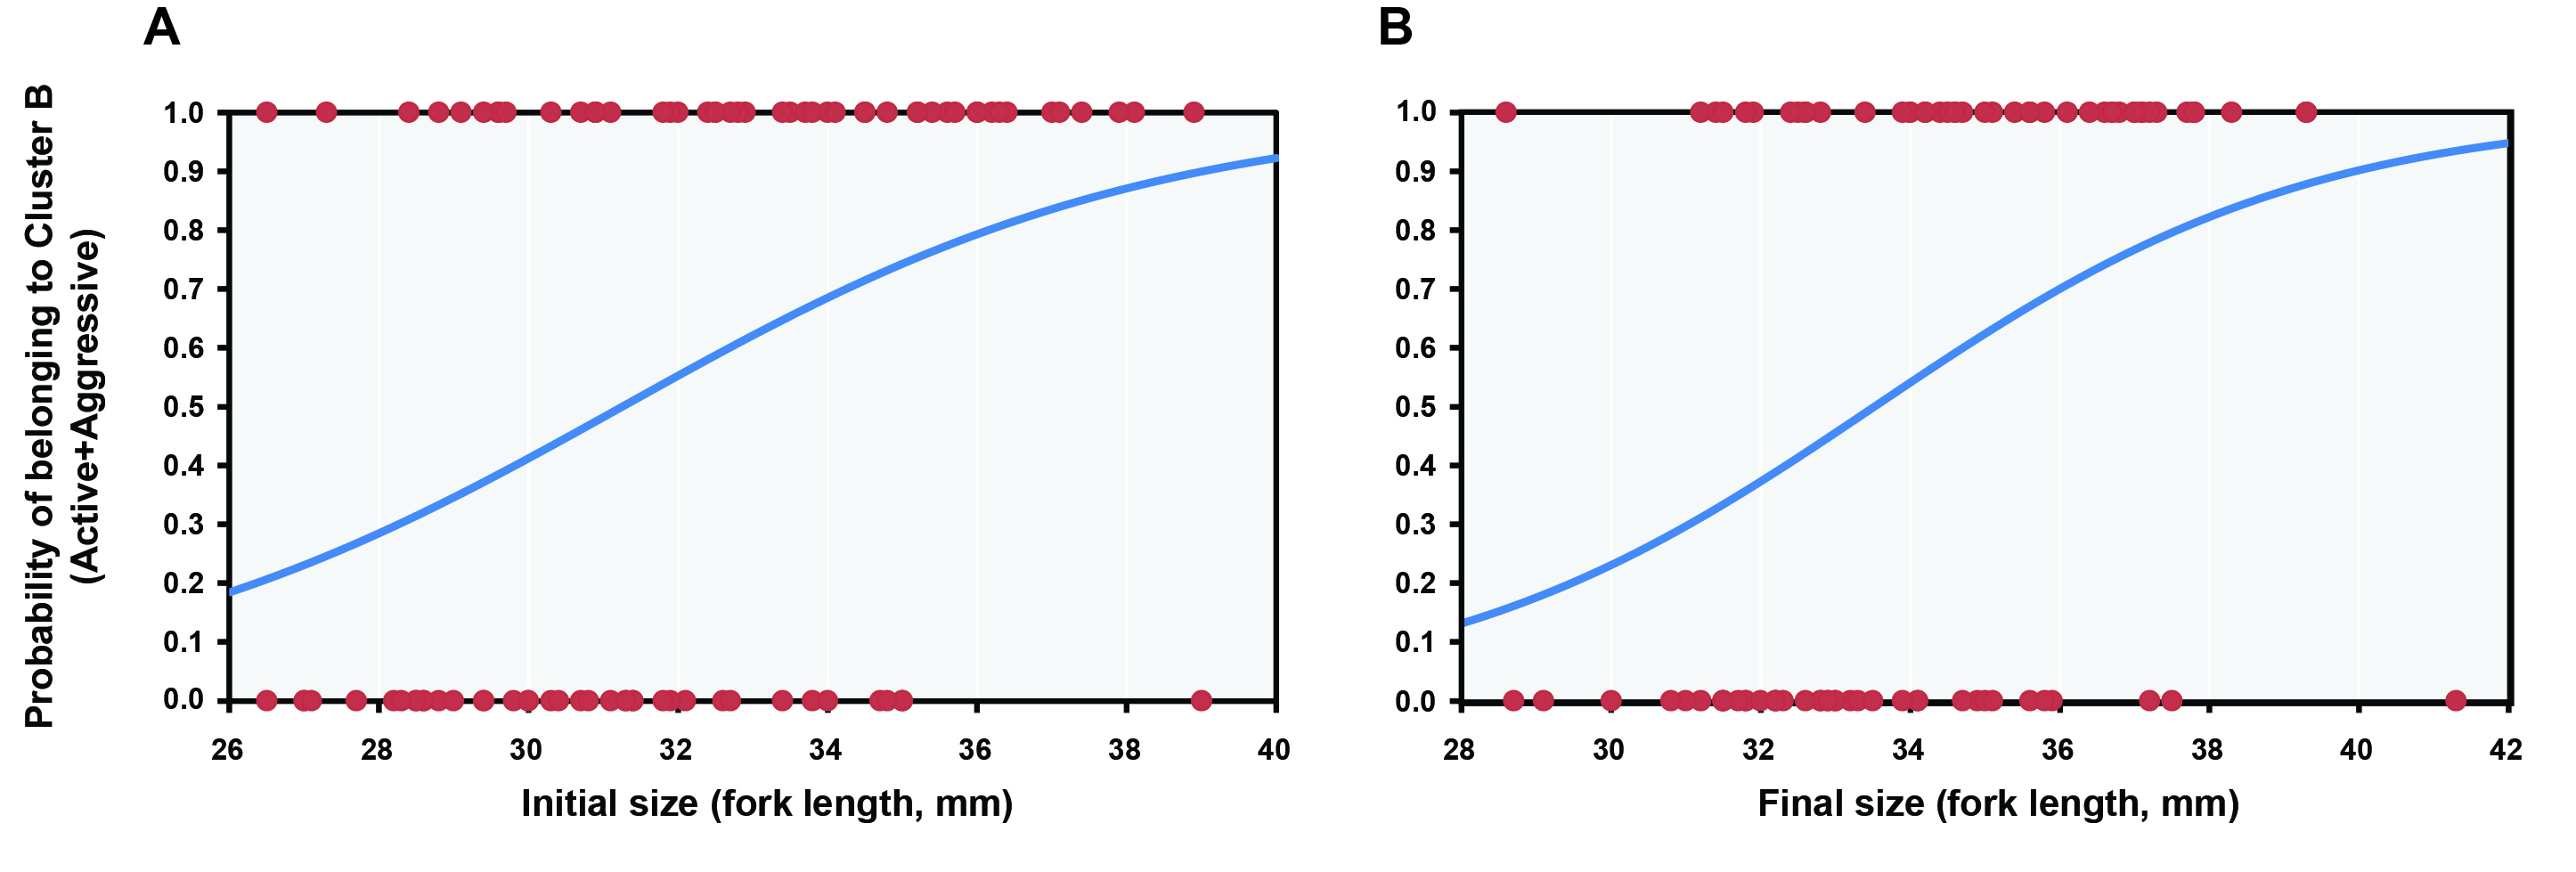 A
B
Probability of belonging to Cluster B
(Active+Aggressive)
1.0
0.9
0.8
0.7
0.6
0.5
0.4
0.3
0.2
0.1
0.0
26 28 30 32 34 36 38 40
Initial size (fork length, mm)
1.0
0.9
0.8
0.7
0.6
0.5
0.4
0.3
0.2
0.1
0.0
28 30 32 34 36 38 40 42
Final size (fork length, mm)